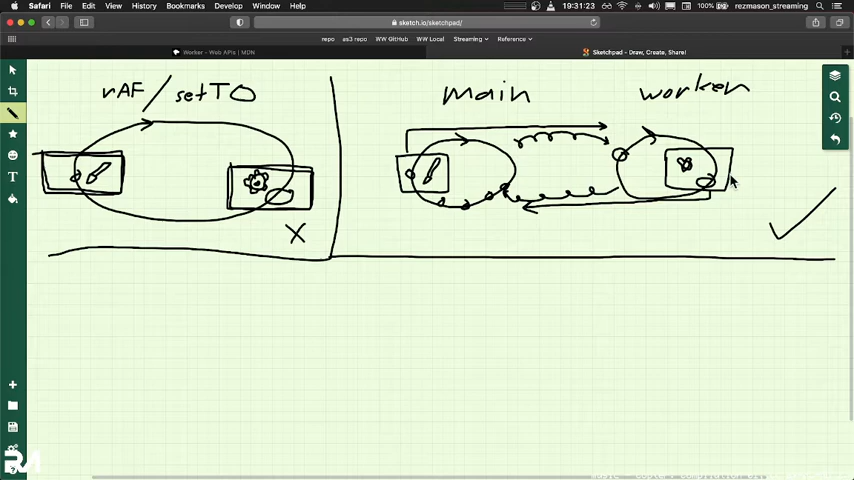 Safari File Edit View History Bookmarks Develop Window Help 100% 19:31:23 rezmason_streaming
sketch.io/sketchpad/
repo as3 repo WW GitHub WW Local Streaming Reference
Worker - Web APIs | MDN Sketchpad - Draw, Create, Share!
rAF/setTO main worker
X
RM